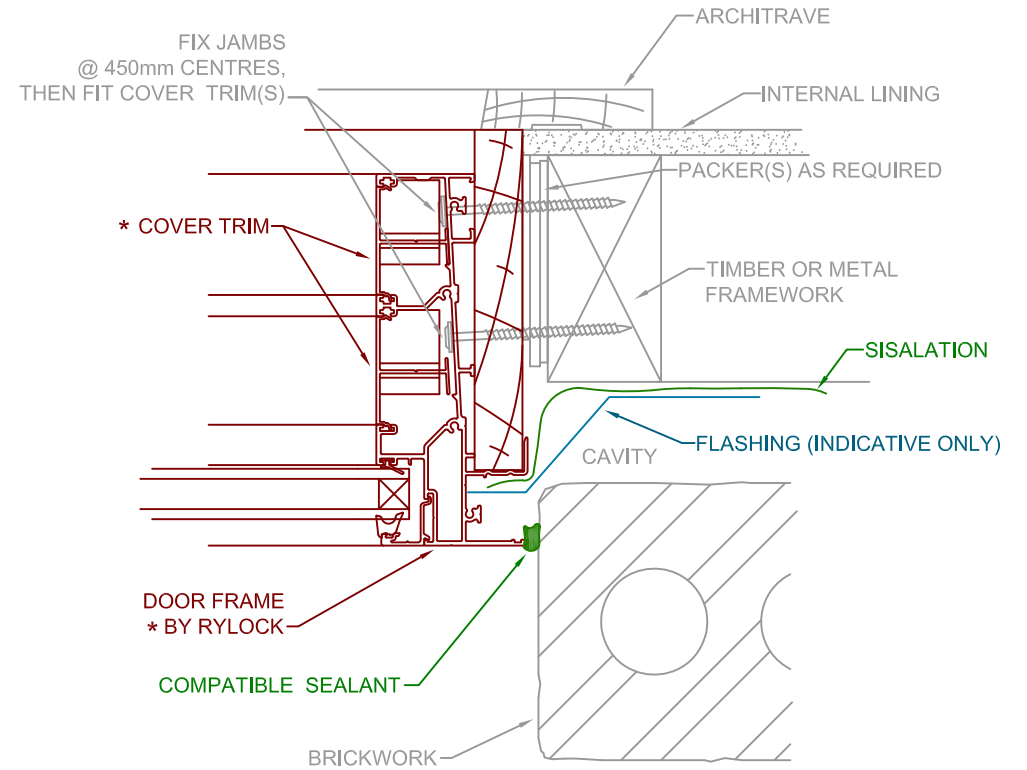 ARCHITRAVE
FIX JAMBS
@ 450mm CENTRES,
THEN FIT COVER TRIM(S)
INTERNAL LINING
PACKER(S) AS REQUIRED
* COVER TRIM
TIMBER OR METAL
FRAMEWORK
SISALATION
FLASHING (INDICATIVE ONLY)
CAVITY
DOOR FRAME
* BY RYLOCK
COMPATIBLE SEALANT
BRICKWORK